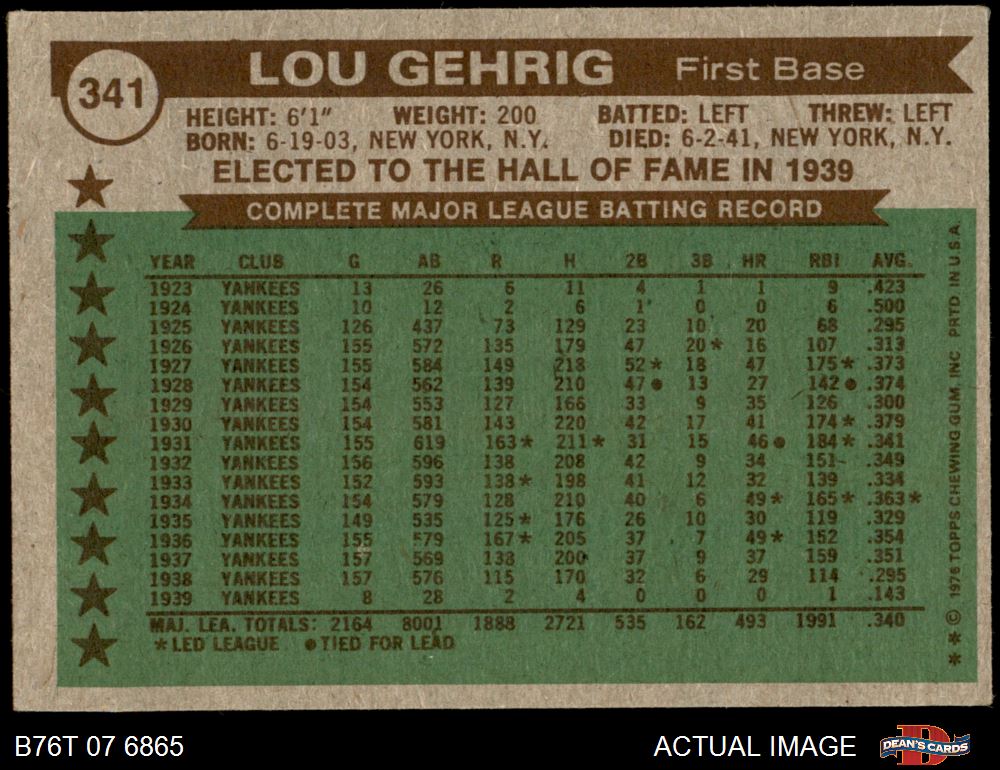 341
LOU GEHRIG First Base
HEIGHT: 6'1" WEIGHT: 200 BATTED: LEFT THREW: LEFT
BORN: 6-19-03, NEW YORK, N.Y. DIED: 6-2-41, NEW YORK, N.Y.
ELECTED TO THE HALL OF FAME IN 1939
COMPLETE MAJOR LEAGUE BATTING RECORD
YEAR CLUB G AB R H 2B 3B HR RBI AVG.
1923 YANKEES 13 26 6 11 4 1 1 9 .423
1924 YANKEES 10 12 2 6 1 0 0 6 .500
1925 YANKEES 126 437 73 129 23 10 20 68 .295
1926 YANKEES 155 572 135 179 47 20* 16 107 .313
1927 YANKEES 155 584 149 218 52* 18 47 175* .373
1928 YANKEES 154 562 139 210 47● 13 27 142● .374
1929 YANKEES 154 553 127 166 33 9 35 126 .300
1930 YANKEES 154 581 143 220 42 17 41 174* .379
1931 YANKEES 155 619 163* 211* 31 15 46● 184* .341
1932 YANKEES 156 596 138 208 42 9 34 151 .349
1933 YANKEES 152 593 138* 198 41 12 32 139 .334
1934 YANKEES 154 579 128 210 40 6 49* 165* .363*
1935 YANKEES 149 535 125* 176 26 10 30 119 .329
1936 YANKEES 155 579 167* 205 37 7 49* 152 .354
1937 YANKEES 157 569 138 200 37 9 37 159 .351
1938 YANKEES 157 576 115 170 32 6 29 114 .295
1939 YANKEES 8 28 2 4 0 0 0 1 .143
MAJ. LEA. TOTALS: 2164 8001 1888 2721 535 162 493 1991 .340
*LED LEAGUE ●TIED FOR LEAD
** © 1976 TOPPS CHEWING GUM, INC PRTD. IN U.S.A.
B76T 07 6865 ACTUAL IMAGE
D
DEAN'S CARDS